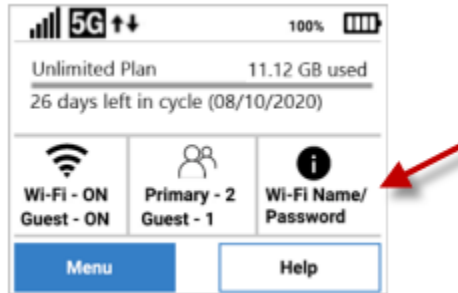 5G 100%
Unlimited Plan 11.12 GB used
26 days left in cycle (08/10/2020)
Wi-Fi - ON
Guest - ON
Primary - 2
Guest - 1
Wi-Fi Name/
Password
Menu Help